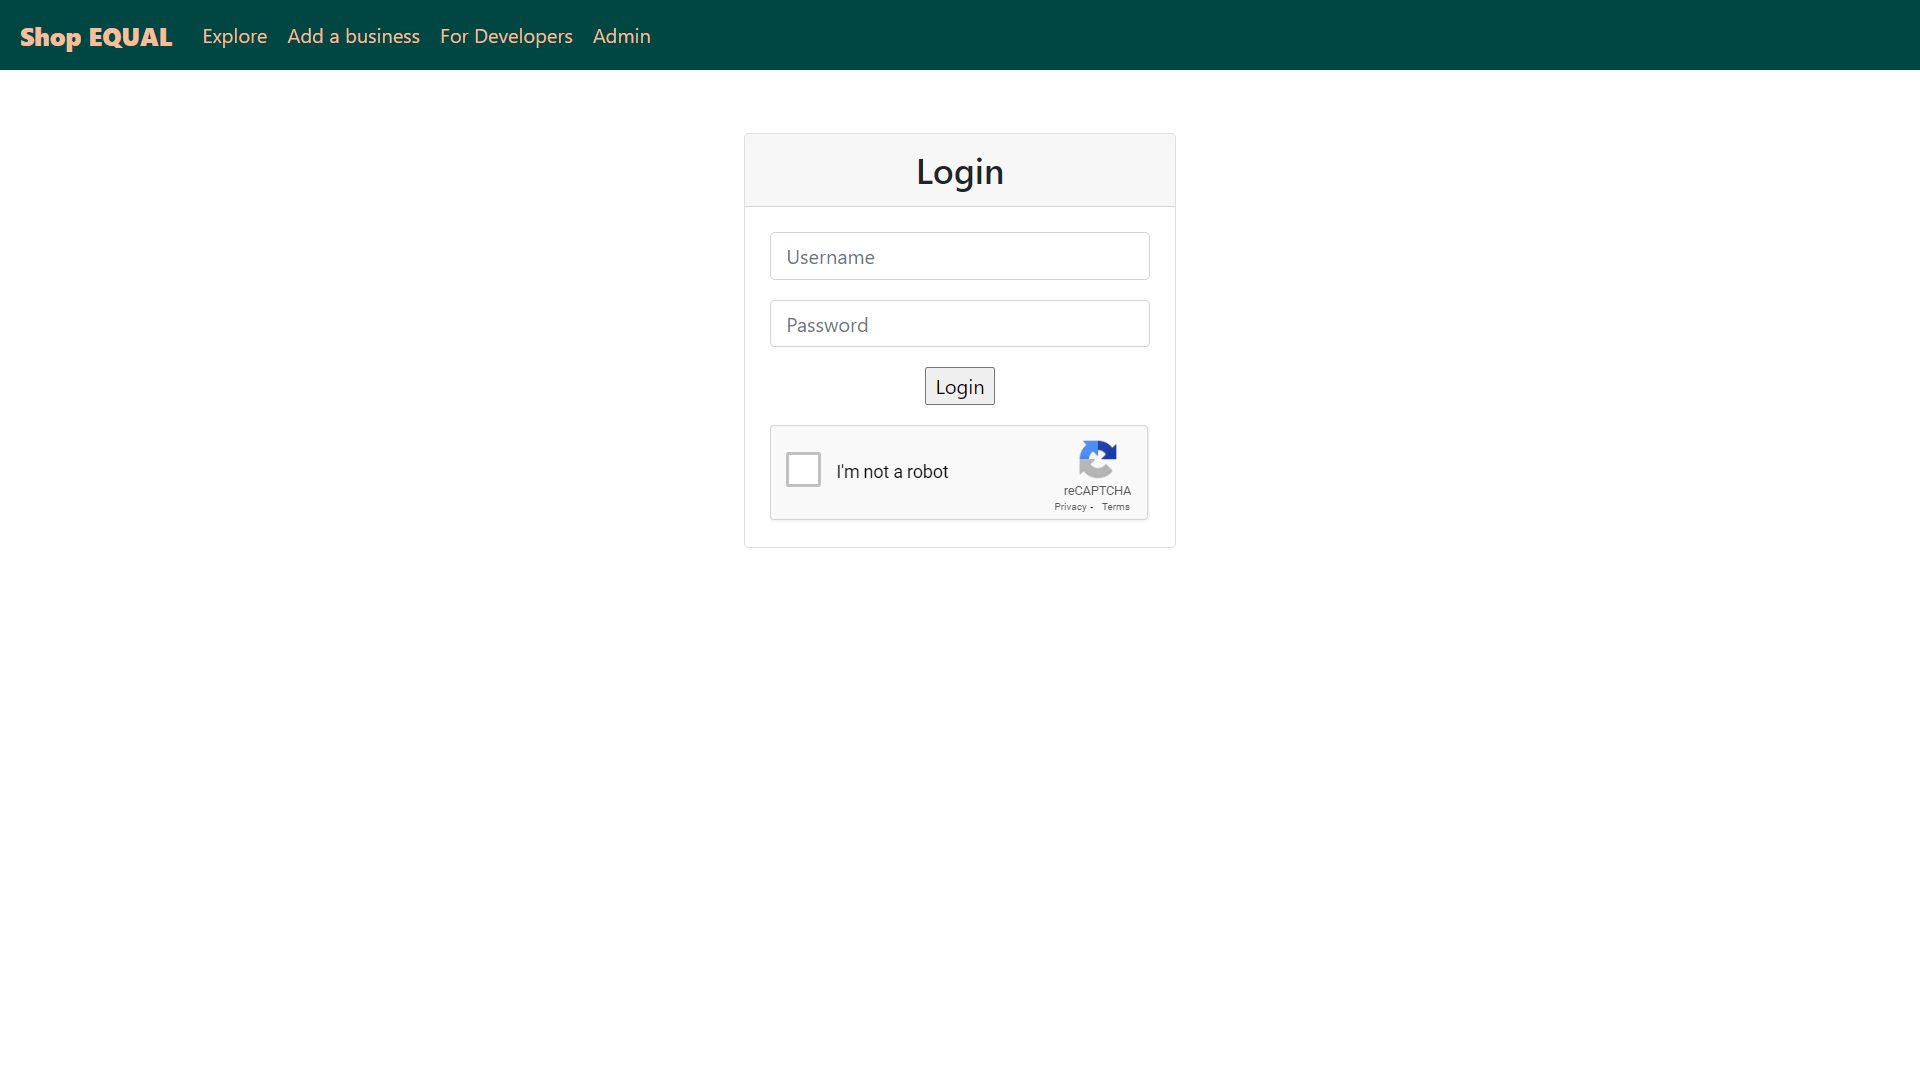 Shop EQUAL Explore Add a business For Developers Admin
Login
Username
Password
Login
I'm not a robot
reCAPTCHA
Privacy - Terms